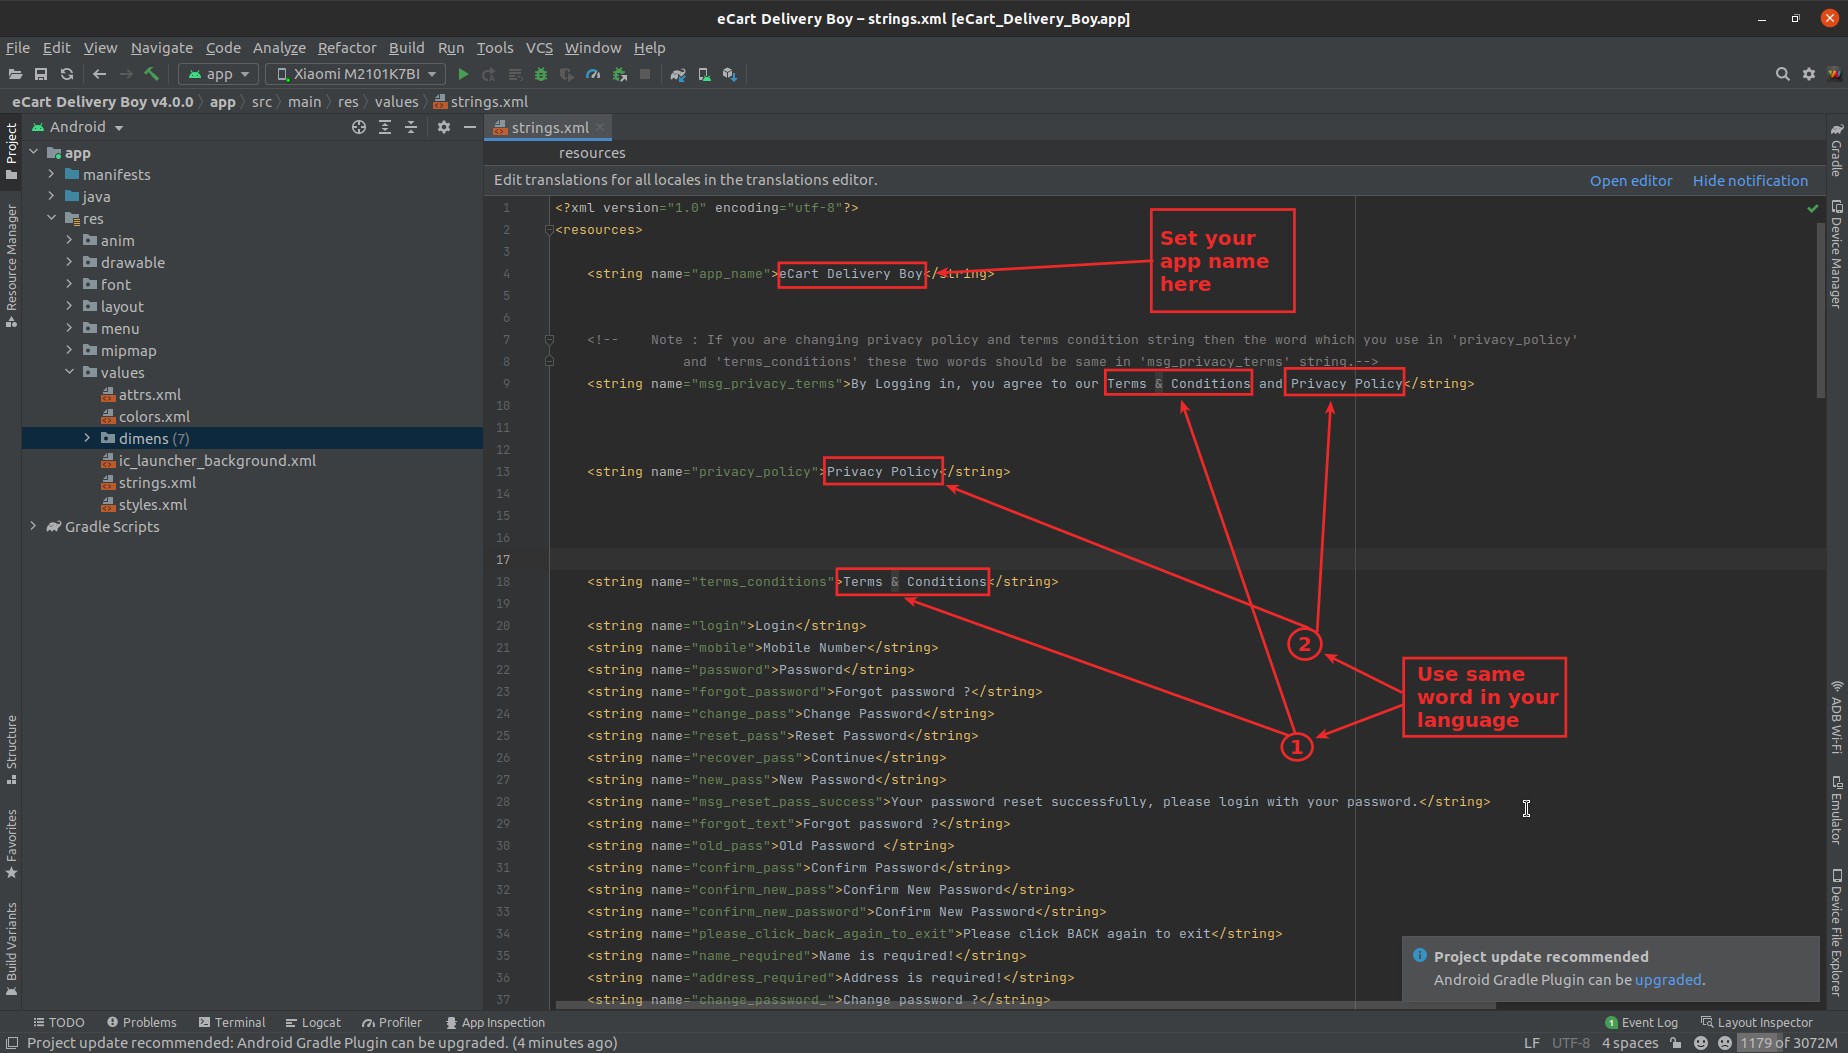 eCart Delivery Boy – strings.xml [eCart_Delivery_Boy.app]
File Edit View Navigate Code Analyze Refactor Build Run Tools VCS Window Help
app Xiaomi M2101K7BI
eCart Delivery Boy v4.0.0 app src main res values strings.xml
Project
Resource Manager
Structure
Favorites
Build Variants
Android
app
manifests
java
res
anim
drawable
font
layout
menu
mipmap
values
attrs.xml
colors.xml
dimens (7)
ic_launcher_background.xml
strings.xml
styles.xml
Gradle Scripts
strings.xml
resources
Edit translations for all locales in the translations editor. Open editor Hide notification
1 <?xml version="1.0" encoding="utf-8"?>
2 <resources>
3
4 <string name="app_name">eCart Delivery Boy</string>
5
6
7 <!-- Note : If you are changing privacy policy and terms condition string then the word which you use in 'privacy_policy'
8 and 'terms_conditions' these two words should be same in 'msg_privacy_terms' string.-->
9 <string name="msg_privacy_terms">By Logging in, you agree to our Terms & Conditions and Privacy Policy</string>
10
11
12
13 <string name="privacy_policy">Privacy Policy</string>
14
15
16
17
18 <string name="terms_conditions">Terms & Conditions</string>
19
20 <string name="login">Login</string>
21 <string name="mobile">Mobile Number</string>
22 <string name="password">Password</string>
23 <string name="forgot_password">Forgot password ?</string>
24 <string name="change_pass">Change Password</string>
25 <string name="reset_pass">Reset Password</string>
26 <string name="recover_pass">Continue</string>
27 <string name="new_pass">New Password</string>
28 <string name="msg_reset_pass_success">Your password reset successfully, please login with your password.</string>
29 <string name="forgot_text">Forgot password ?</string>
30 <string name="old_pass">Old Password </string>
31 <string name="confirm_pass">Confirm Password</string>
32 <string name="confirm_new_pass">Confirm New Password</string>
33 <string name="confirm_new_password">Confirm New Password</string>
34 <string name="please_click_back_again_to_exit">Please click BACK again to exit</string>
35 <string name="name_required">Name is required!</string>
36 <string name="address_required">Address is required!</string>
37 <string name="change_password_">Change password ?</string>
Set your
app name
here
2
1
Use same
word in your
language
Gradle
Device Manager
ADB Wi-Fi
Emulator
Device File Explorer
Project update recommended
Android Gradle Plugin can be upgraded.
TODO Problems Terminal Logcat Profiler App Inspection 1 Event Log Layout Inspector
Project update recommended: Android Gradle Plugin can be upgraded. (4 minutes ago) LF UTF-8 4 spaces 1179 of 3072M